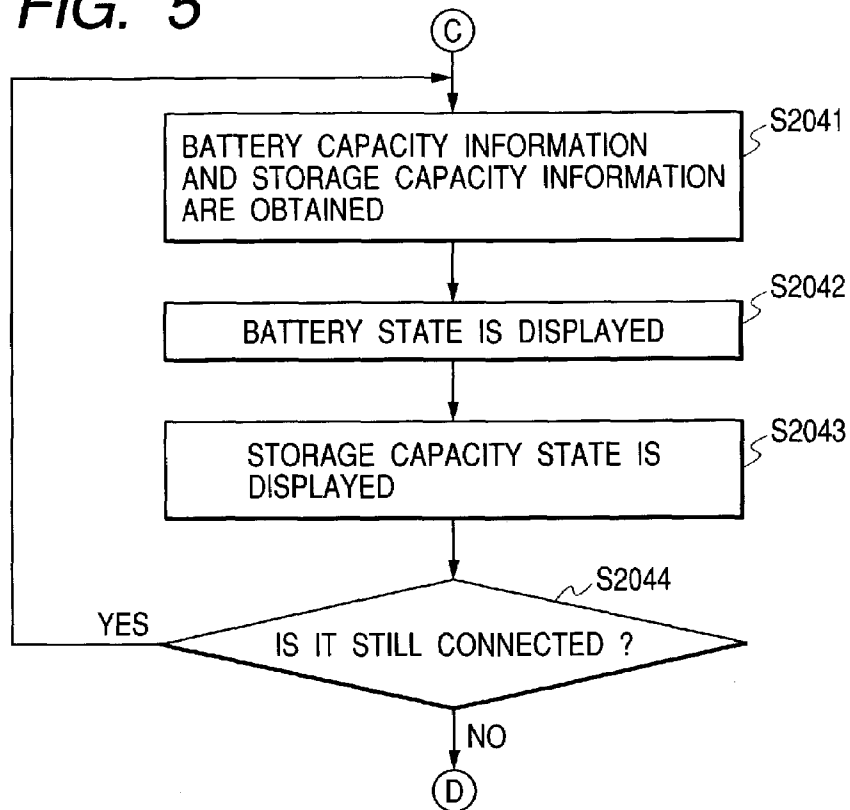 FIG. 5
C
S2041
BATTERY CAPACITY INFORMATION
AND STORAGE CAPACITY INFORMATION
ARE OBTAINED
S2042
BATTERY STATE IS DISPLAYED
S2043
STORAGE CAPACITY STATE IS
DISPLAYED
S2044
YES
IS IT STILL CONNECTED ?
NO
D